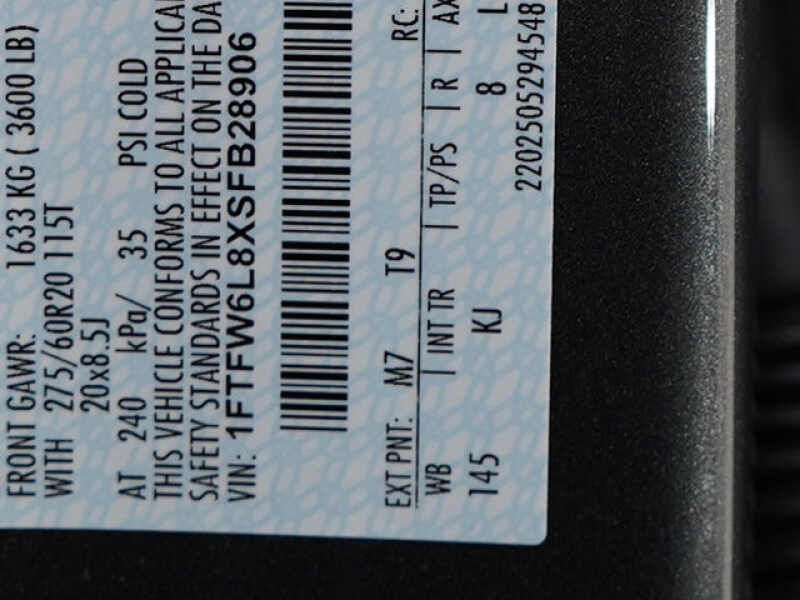 FRONT GAWR: 1633 KG ( 3600 LB)
WITH 275/60R20 115T
20x8.5J
AT 240 kPa/ 35 PSI COLD
THIS VEHICLE CONFORMS TO ALL APPLICA
SAFETY STANDARDS IN EFFECT ON THE DA
VIN: 1FTFW6L8XSFB28906
EXT PNT: M7 T9 RC:
WB | INT TR | TP/PS | R | AX
145 KJ 8 L
2202505294548